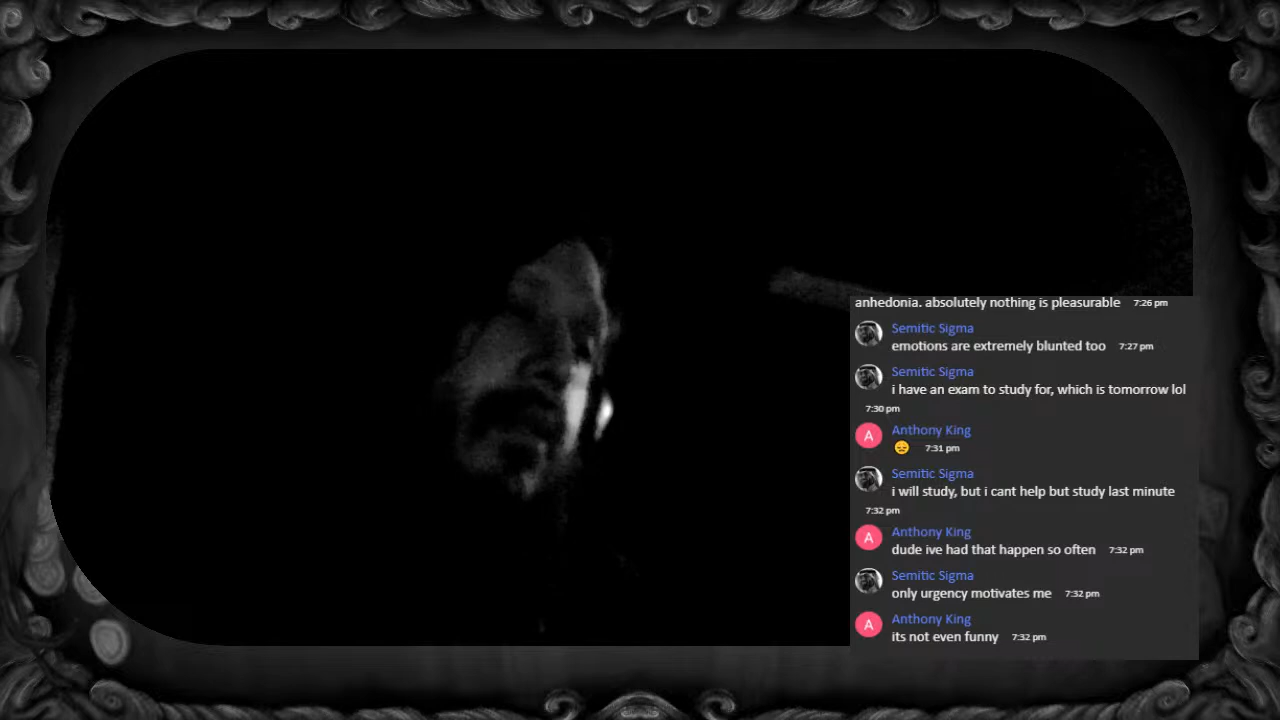 anhedonia. absolutely nothing is pleasurable 7:26 pm
Semitic Sigma
emotions are extremely blunted too 7:27 pm
Semitic Sigma
i have an exam to study for, which is tomorrow lol
7:30 pm
A Anthony King
😔 7:31 pm
Semitic Sigma
i will study, but i cant help but study last minute
7:32 pm
A Anthony King
dude ive had that happen so often 7:32 pm
Semitic Sigma
only urgency motivates me 7:32 pm
A Anthony King
its not even funny 7:32 pm